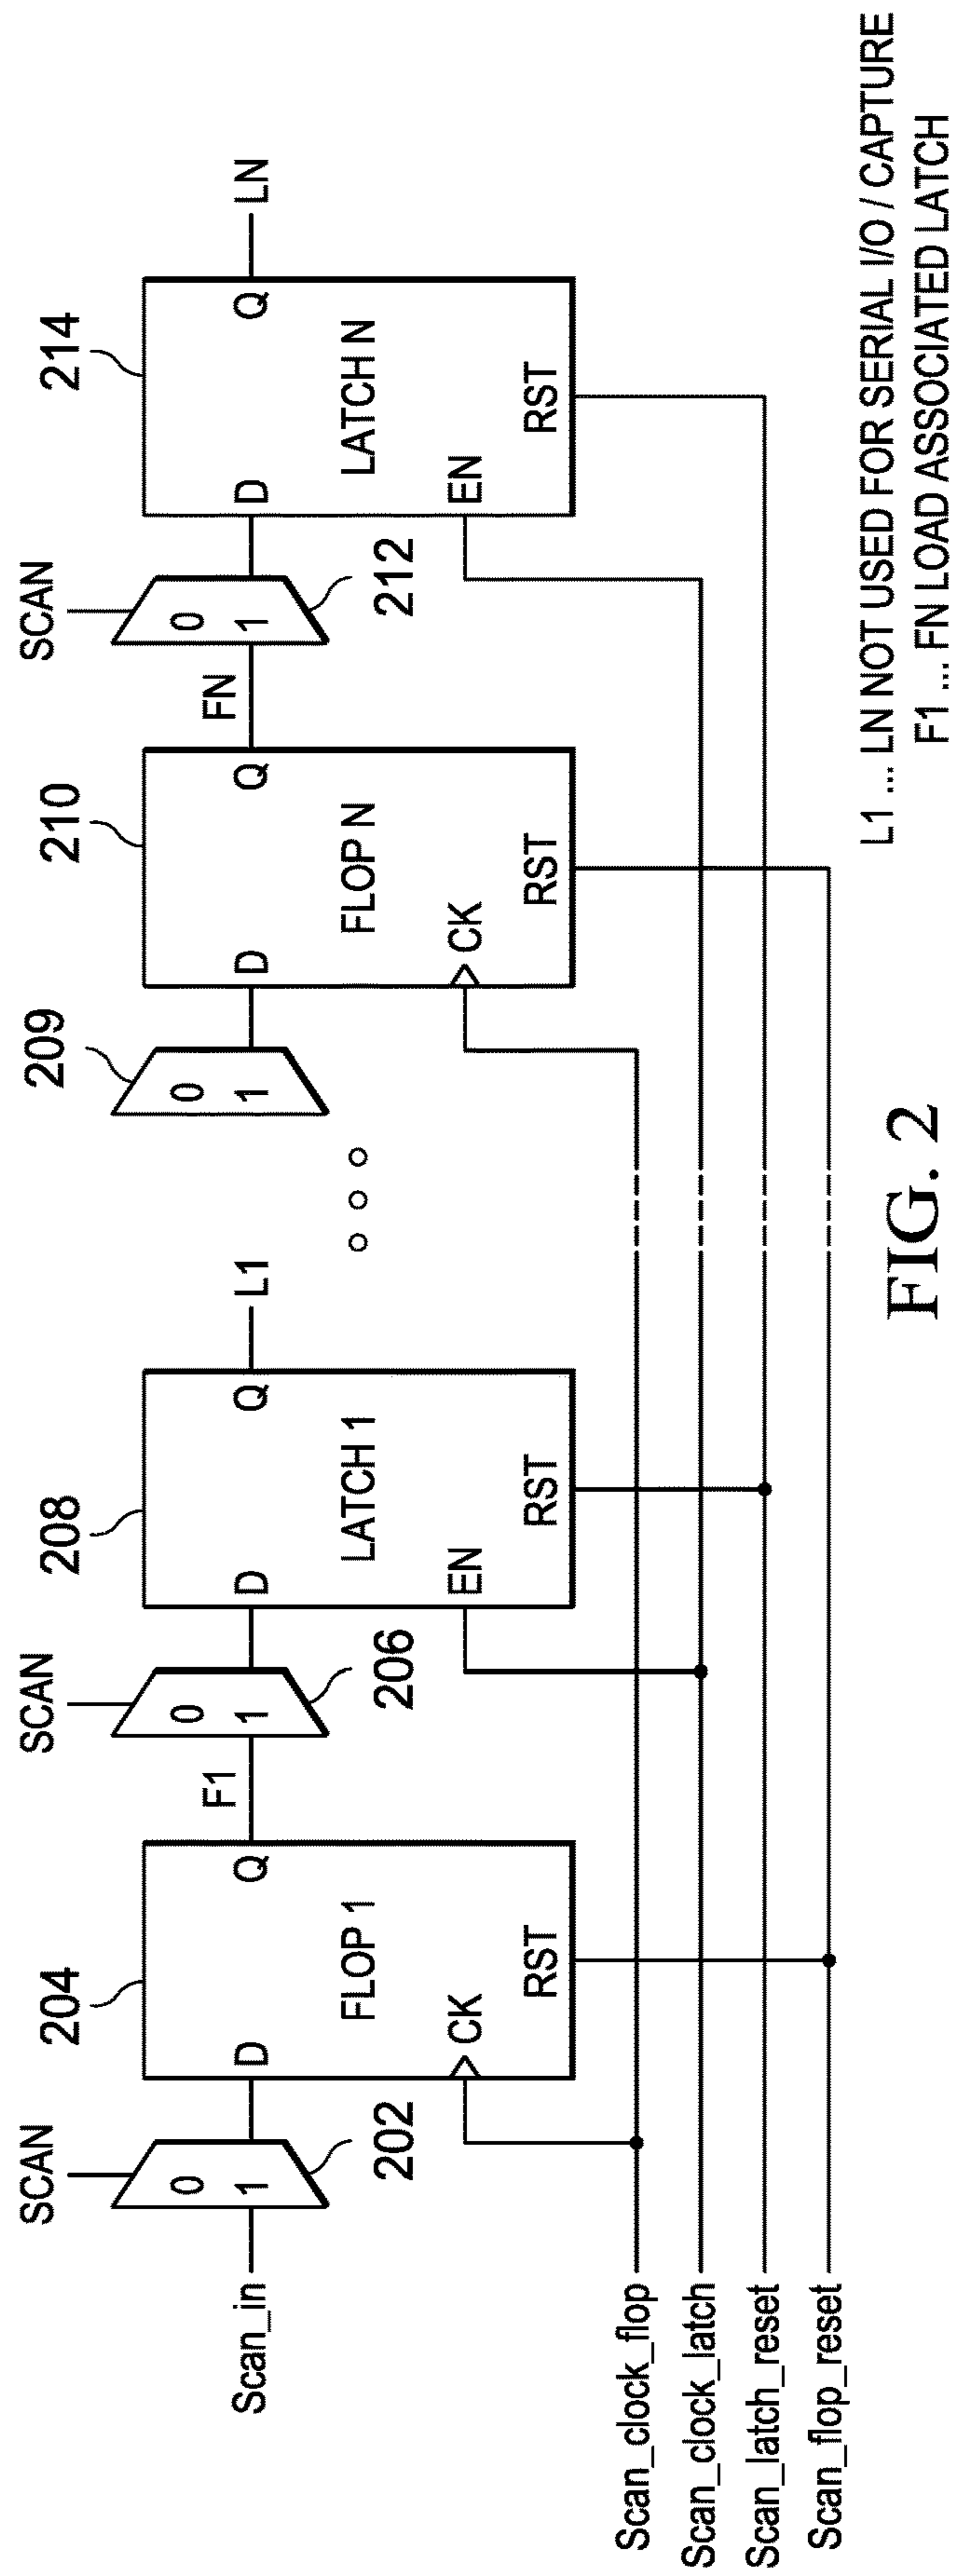 SCAN
SCAN
SCAN
204
208
209
210
214
Scan_in
0
1
202
D
Q
FLOP 1
CK
RST
F1
0
1
206
D
Q
LATCH 1
EN
RST
L1
0
1
D
Q
FLOP N
CK
RST
FN
0
1
212
D
Q
LATCH N
EN
RST
LN
Scan_clock_flop
Scan_clock_latch
Scan_latch_reset
Scan_flop_reset
L1 ... LN NOT USED FOR SERIAL I/O / CAPTURE
F1 ... FN LOAD ASSOCIATED LATCH
FIG. 2